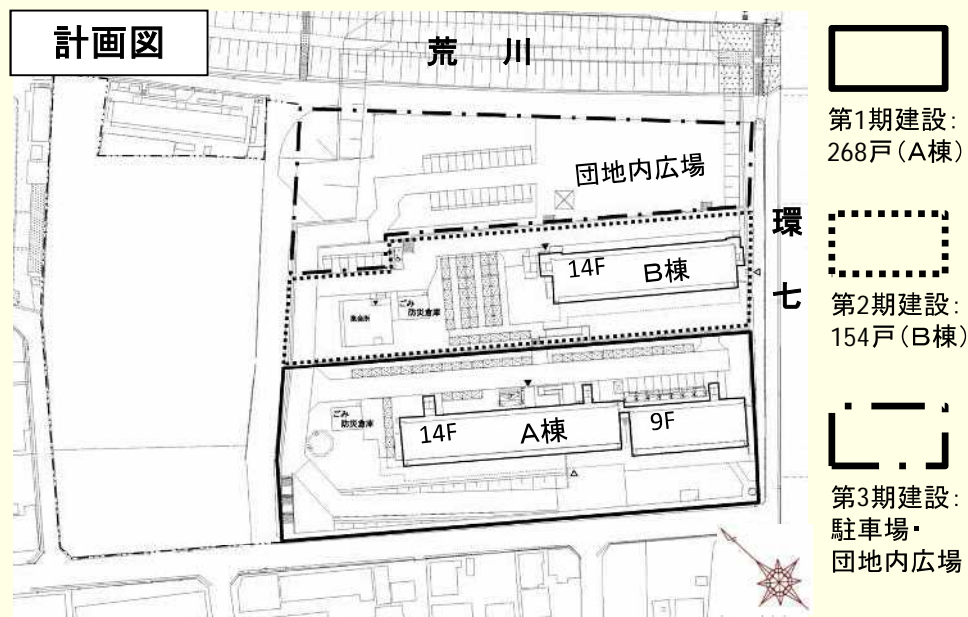 計画図
荒川
団地内広場
環七
14F B棟
ごみ
防災倉庫
集会所
ごみ
防災倉庫
14F A棟 9F
第1期建設:
268戸(A棟)
第2期建設:
154戸(B棟)
第3期建設:
駐車場・
団地内広場